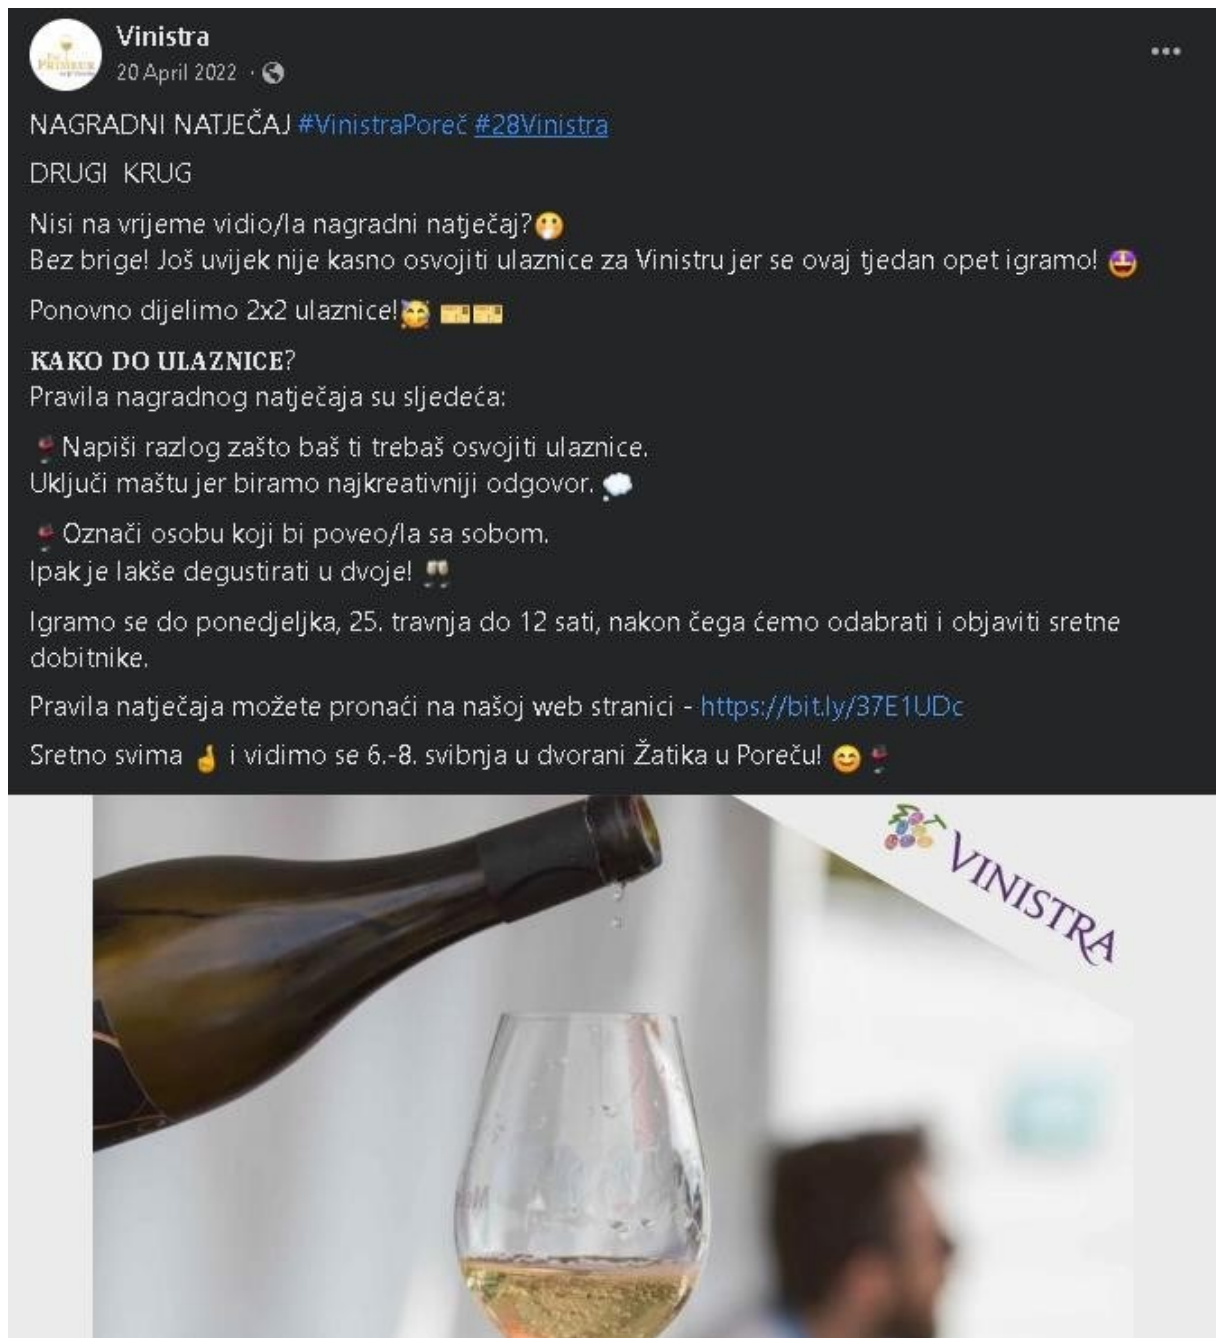 Vinistra
20 April 2022 ·
NAGRADNI NATJEČAJ #VinistraPoreč #28Vinistra
DRUGI KRUG
Nisi na vrijeme vidio/la nagradni natječaj?🫢
Bez brige! Još uvijek nije kasno osvojiti ulaznice za Vinistru jer se ovaj tjedan opet igramo! 🤩
Ponovno dijelimo 2x2 ulaznice!🥳 🎫🎫
KAKO DO ULAZNICE?
Pravila nagradnog natječaja su sljedeća:
🍷Napiši razlog zašto baš ti trebaš osvojiti ulaznice.
Uključi maštu jer biramo najkreativniji odgovor. 💭
🍷Označi osobu koji bi poveo/la sa sobom.
Ipak je lakše degustirati u dvoje! 🥂
Igramo se do ponedjeljka, 25. travnja do 12 sati, nakon čega ćemo odabrati i objaviti sretne
dobitnike.
Pravila natječaja možete pronaći na našoj web stranici - https://bit.ly/37E1UDc
Sretno svima 🤞 i vidimo se 6.-8. svibnja u dvorani Žatika u Poreču! 😊🍷
VINISTRA